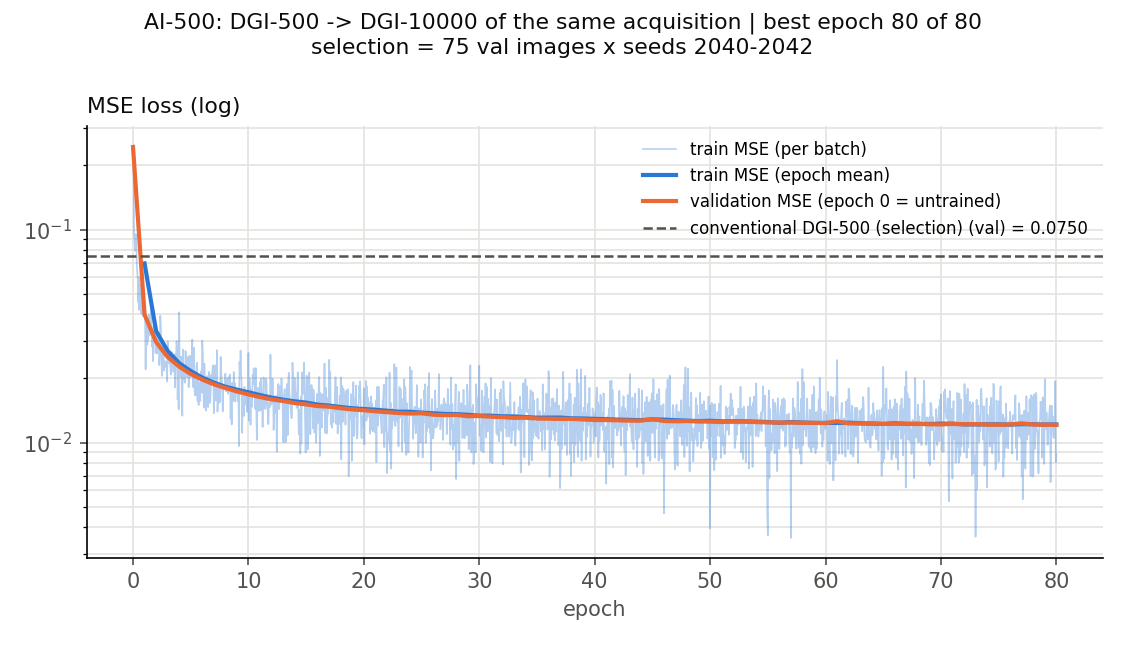 AI-500: DGI-500 -> DGI-10000 of the same acquisition | best epoch 80 of 80
selection = 75 val images x seeds 2040-2042
MSE loss (log)
train MSE (per batch)
train MSE (epoch mean)
validation MSE (epoch 0 = untrained)
conventional DGI-500 (selection) (val) = 0.0750
10⁻¹
10⁻²
0 10 20 30 40 50 60 70 80
epoch